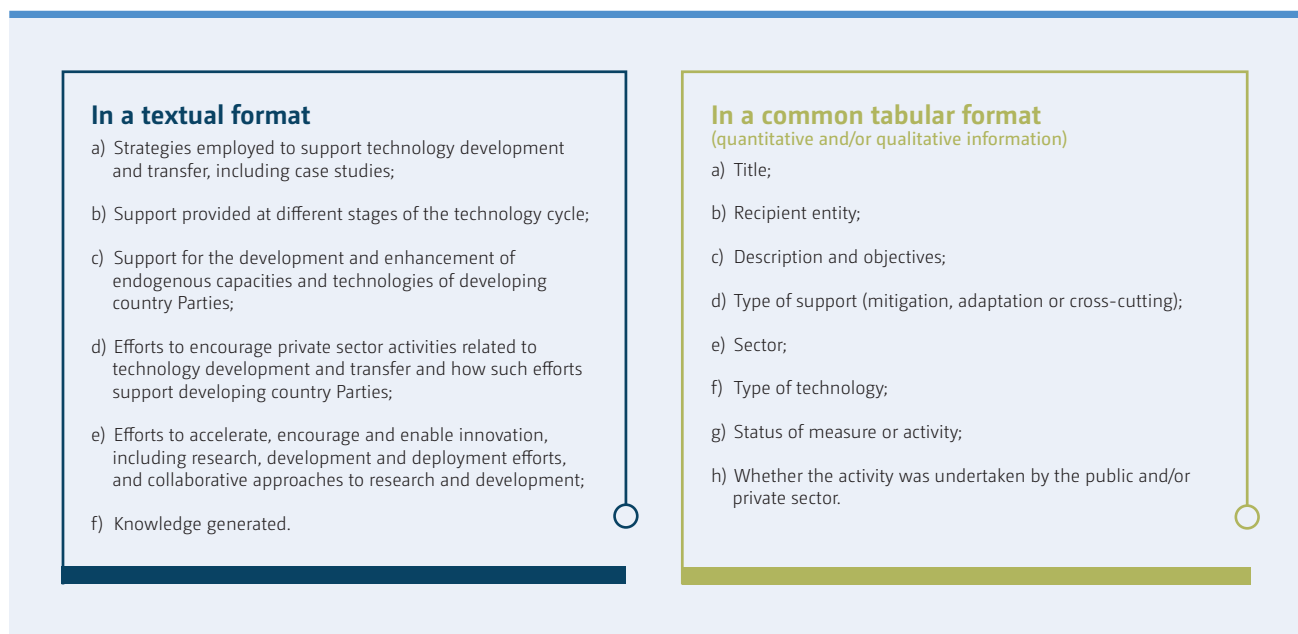 In a textual format
a) Strategies employed to support technology development
and transfer, including case studies;
b) Support provided at different stages of the technology cycle;
c) Support for the development and enhancement of
endogenous capacities and technologies of developing
country Parties;
d) Efforts to encourage private sector activities related to
technology development and transfer and how such efforts
support developing country Parties;
e) Efforts to accelerate, encourage and enable innovation,
including research, development and deployment efforts,
and collaborative approaches to research and development;
f) Knowledge generated.
In a common tabular format
(quantitative and/or qualitative information)
a) Title;
b) Recipient entity;
c) Description and objectives;
d) Type of support (mitigation, adaptation or cross-cutting);
e) Sector;
f) Type of technology;
g) Status of measure or activity;
h) Whether the activity was undertaken by the public and/or
private sector.